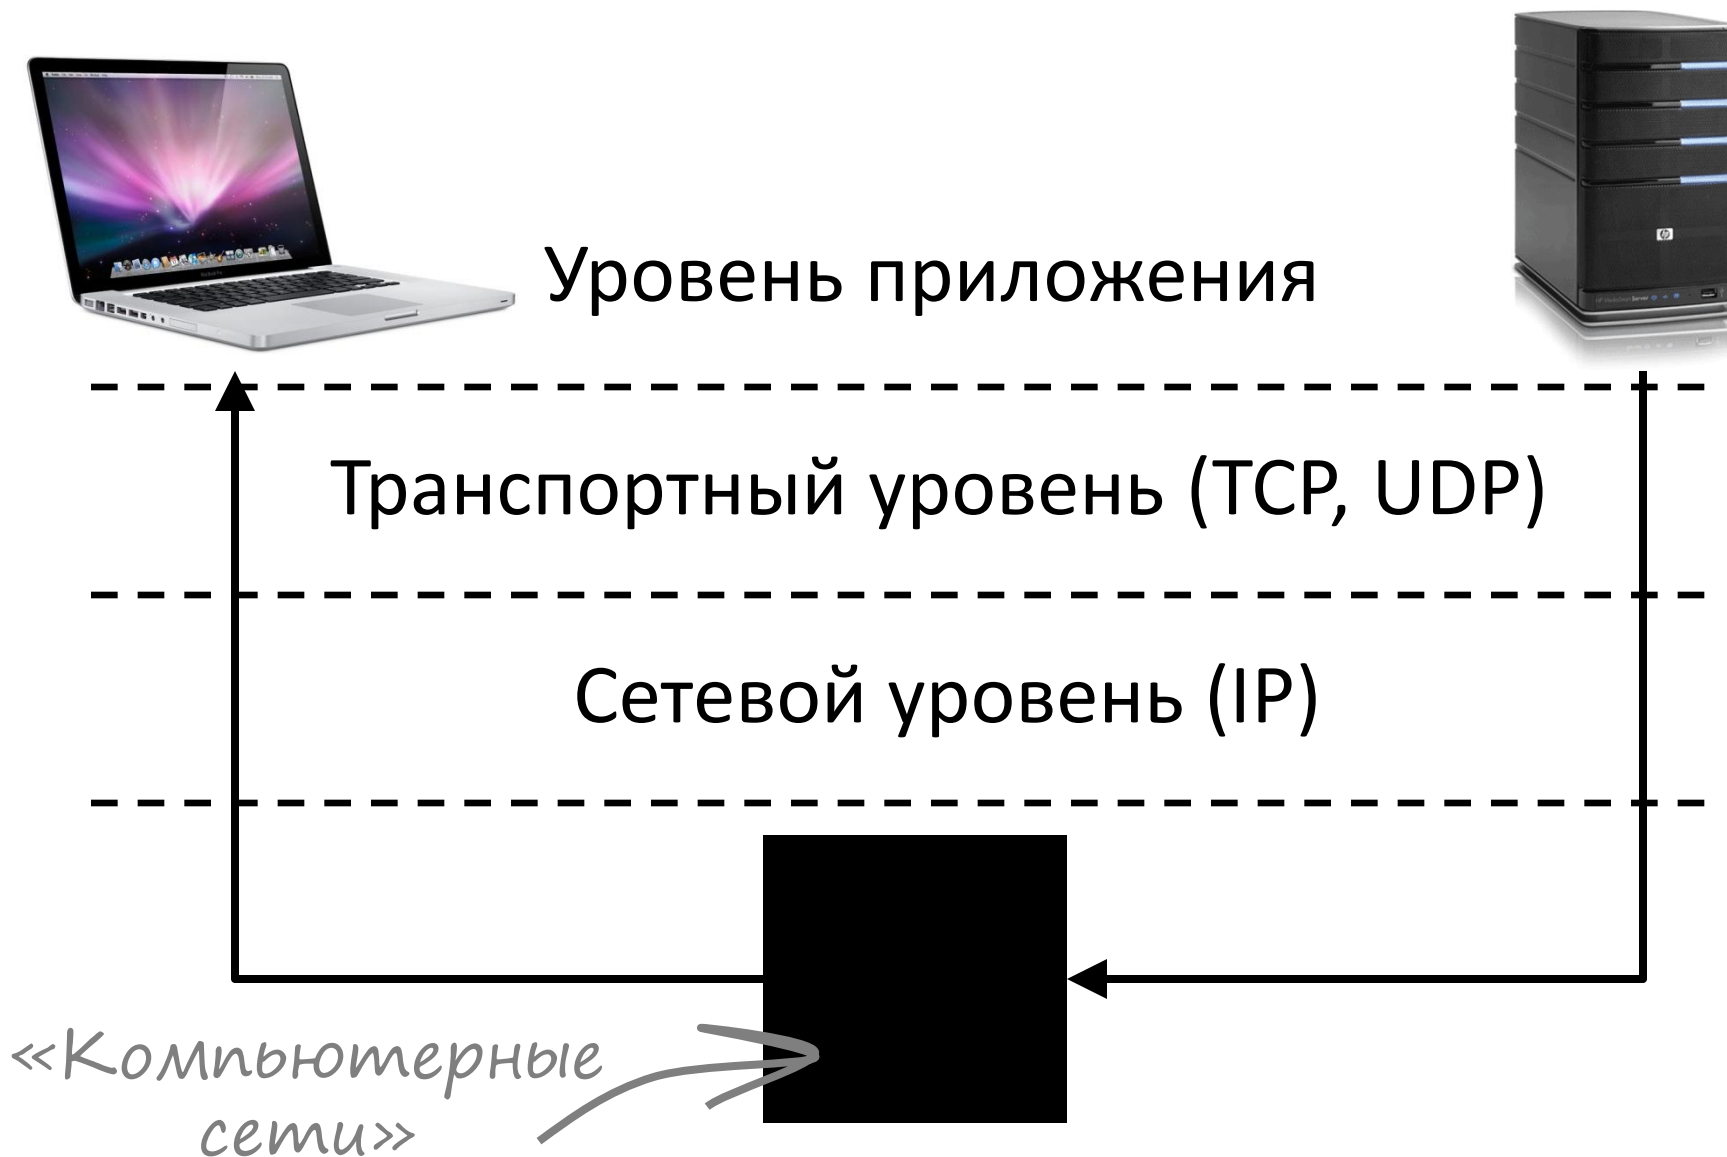 Уровень приложения
Транспортный уровень (TCP, UDP)
Сетевой уровень (IP)
«Компьютерные
сети»